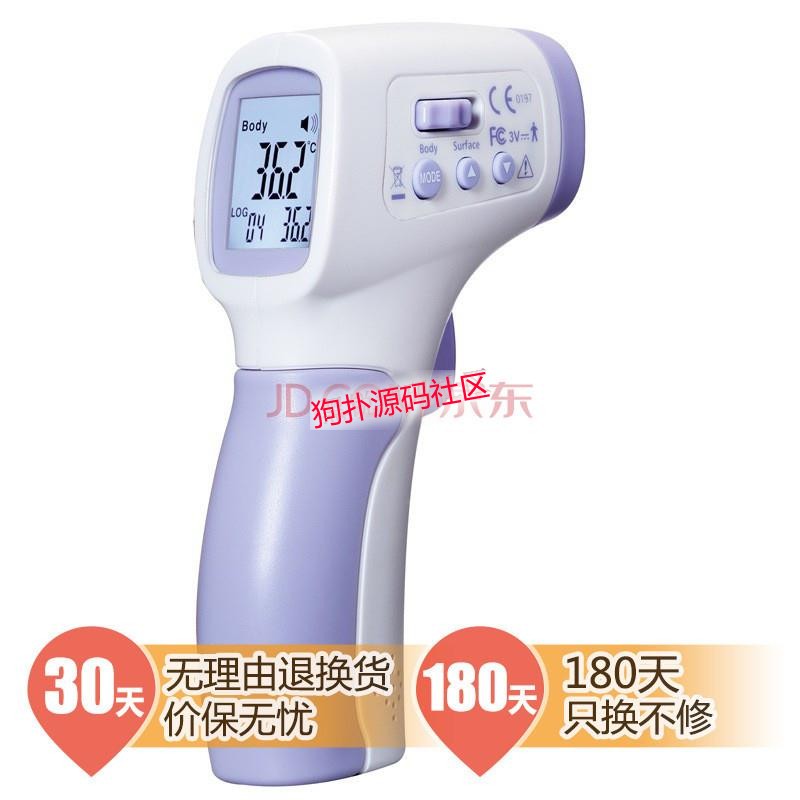 Body
36.2 °C
LOG
04 36.2
CE 0197
FC 3V
Body Surface
MODE
JD.COM 京东
狗扑源码社区
30天
无理由退换货
价保无忧
180天
180天
只换不修